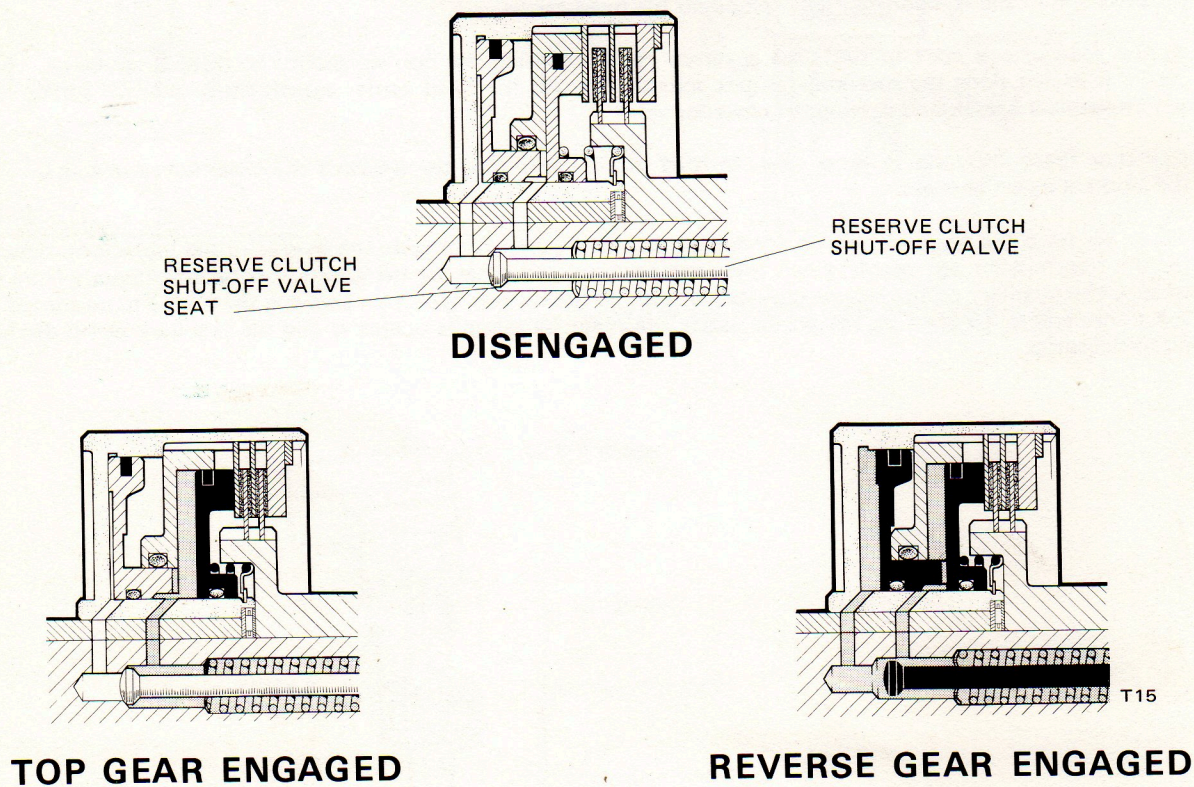 RESERVE CLUTCH
SHUT-OFF VALVE
SEAT
RESERVE CLUTCH
SHUT-OFF VALVE
DISENGAGED
T15
TOP GEAR ENGAGED
REVERSE GEAR ENGAGED